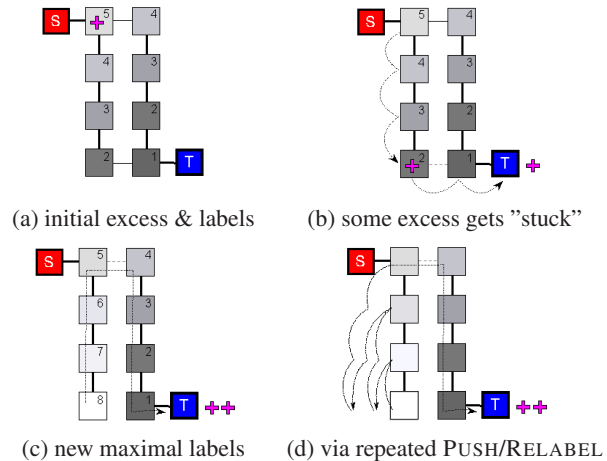 S 5 4
4 3
3 2
2 1 T
(a) initial excess & labels
S 5 4
4 3
3 2
2 1 T
(b) some excess gets ”stuck”
S 5 4
6 3
7 2
8 1 T
(c) new maximal labels
S
T
(d) via repeated PUSH/RELABEL